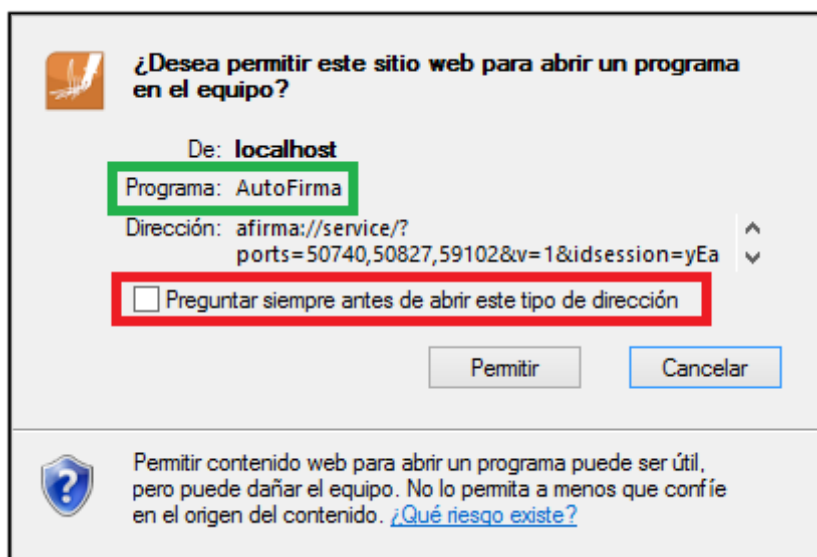 ¿Desea permitir este sitio web para abrir un programa
en el equipo?
De: localhost
Programa: AutoFirma
Dirección: afirma://service/?
ports=50740,50827,59102&v=1&idsession=yEa
Preguntar siempre antes de abrir este tipo de dirección
Permitir Cancelar
Permitir contenido web para abrir un programa puede ser útil,
pero puede dañar el equipo. No lo permita a menos que confíe
en el origen del contenido. ¿Qué riesgo existe?